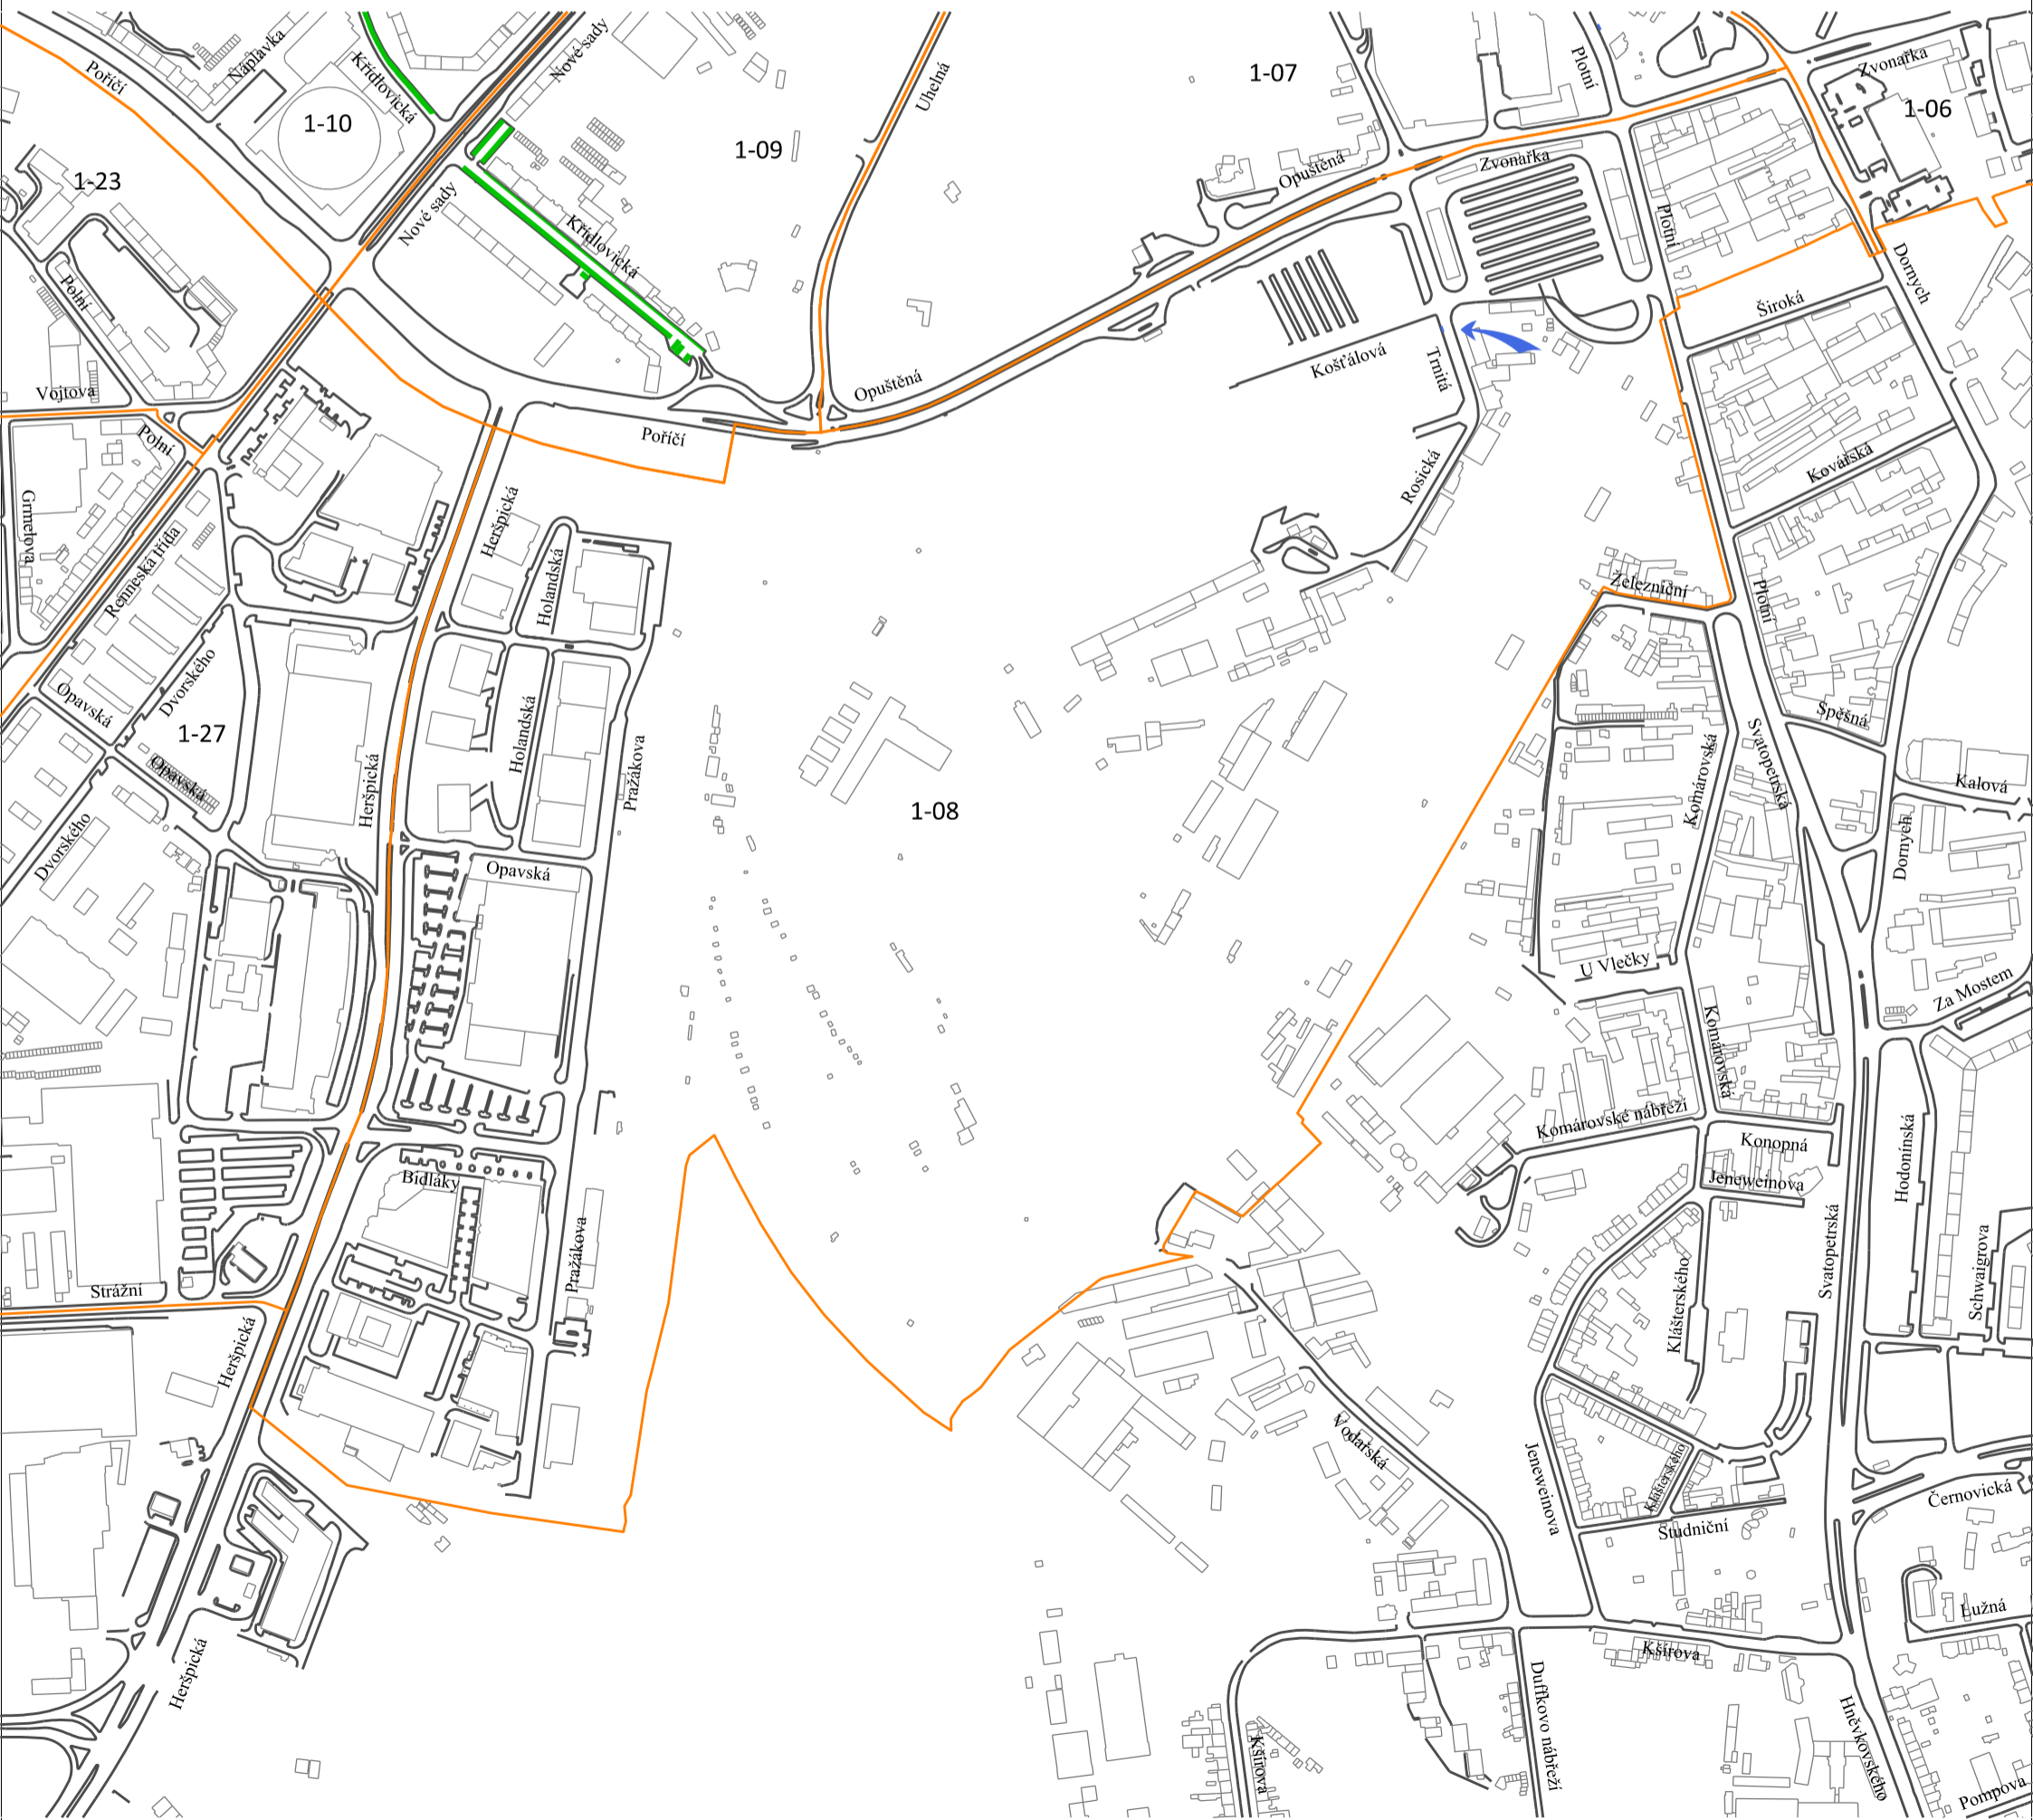 Nové sady
Náplavka
Křídlovická
Poříčí
Uhelná
1-07
Plotní
Zvonařka
1-06
1-10
1-09
1-23
Opuštěná
Zvonařka
Nové sady
Křídlovická
Plotní
Dornych
Polní
Široká
Košťálová
Trnitá
Vojtova
Opuštěná
Polní
Poříčí
Kovářská
Rosická
Grmelova
Heršpická
Renneská třída
Holandská
Železniční
Plotní
Dvorského
Opavská
1-27
Holandská
Pražákova
Spěšná
Komárovská
Svatopetrská
Opavská
Heršpická
Kalová
1-08
Dvorského
Dornych
Opavská
U Vlečky
Za Mostem
Komárovská
Komárovské nábřeží
Konopná
Hodonínská
Bidláky
Jeneweinova
Pražákova
Svatopetrská
Schwaigrova
Klášterského
Strážní
Heršpická
Vodařská
Jeneweinova
Klášterského
Černovická
Studniční
Lužná
Kšírova
Heršpická
Duffkovo nábřeží
Hněvkovského
Kšírova
Pompova